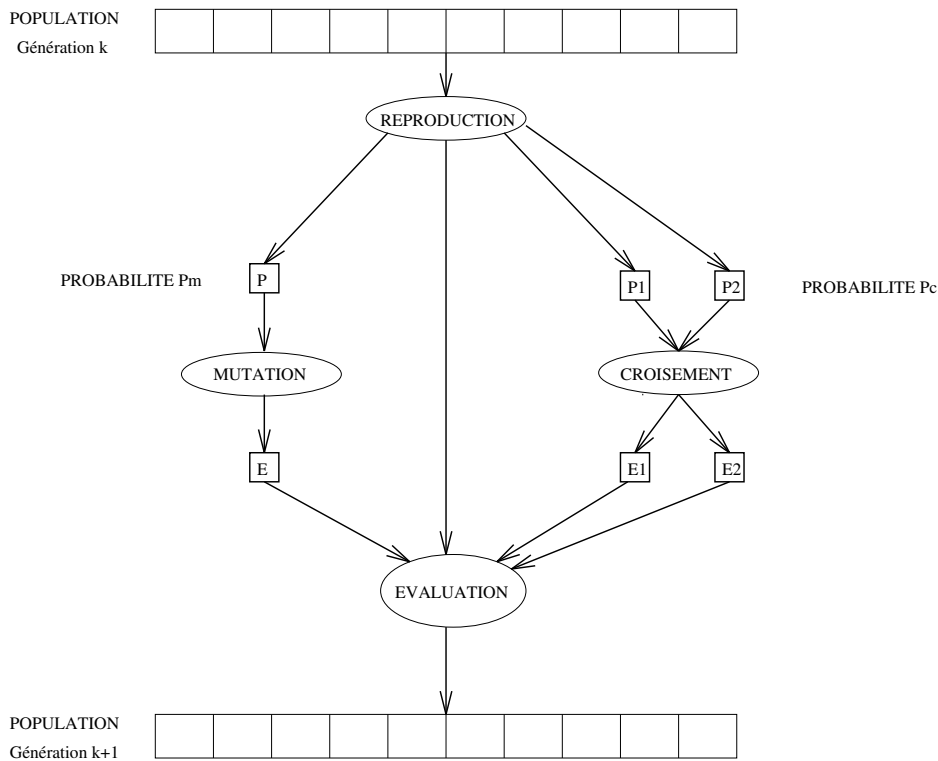 POPULATION
Génération k
REPRODUCTION
PROBABILITE Pm
P
P1
P2
PROBABILITE Pc
MUTATION
CROISEMENT
E
E1
E2
EVALUATION
POPULATION
Génération k+1